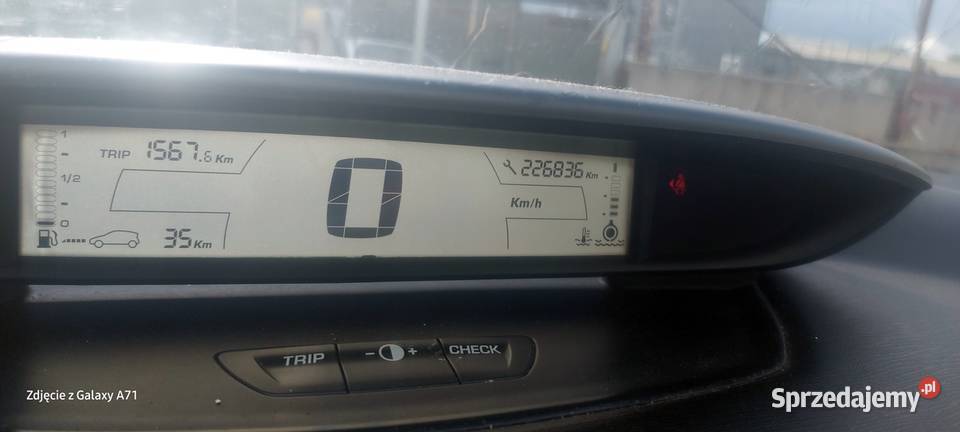 1
TRIP 1567.6 Km
226836 Km
1/2
0
Km/h
0
35 Km
TRIP - + CHECK
Zdjęcie z Galaxy A71
Sprzedajemy.pl